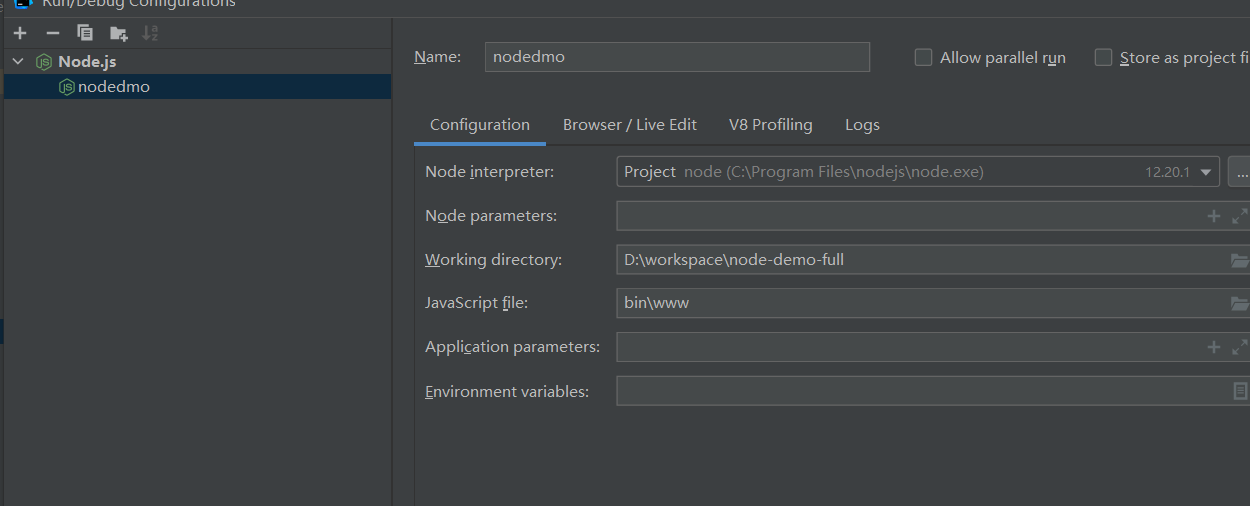 Run/Debug Configurations
Node.js
nodedmo
Name: nodedmo Allow parallel run Store as project fi
Configuration Browser / Live Edit V8 Profiling Logs
Node interpreter: Project node (C:\Program Files\nodejs\node.exe) 12.20.1 ...
Node parameters:
Working directory: D:\workspace\node-demo-full
JavaScript file: bin\www
Application parameters:
Environment variables: